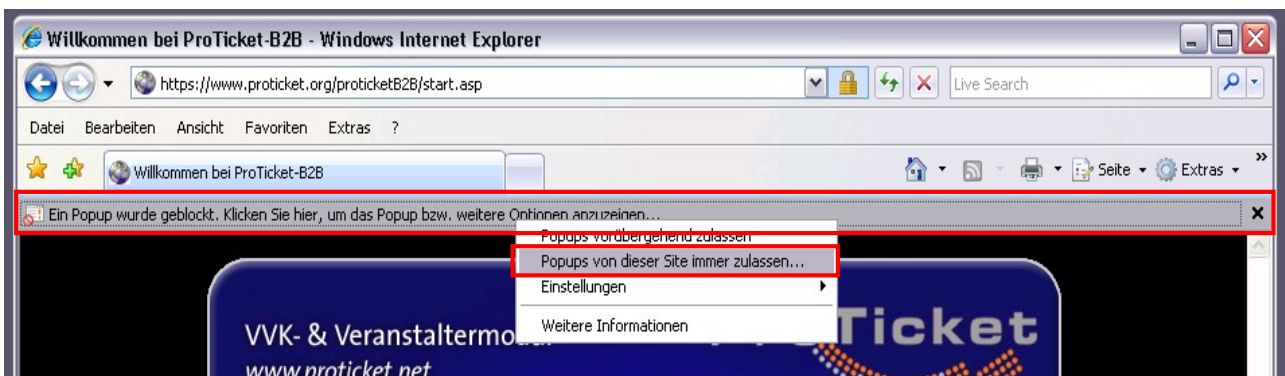 Willkommen bei ProTicket-B2B - Windows Internet Explorer
https://www.proticket.org/proticketB2B/start.asp
Live Search
Datei Bearbeiten Ansicht Favoriten Extras ?
Willkommen bei ProTicket-B2B
Seite
Extras
Ein Popup wurde geblockt. Klicken Sie hier, um das Popup bzw. weitere Optionen anzuzeigen...
Popups vorübergehend zulassen
Popups von dieser Site immer zulassen...
Einstellungen
Weitere Informationen
VVK- & Veranstaltermo
Ticket
www.proticket.net